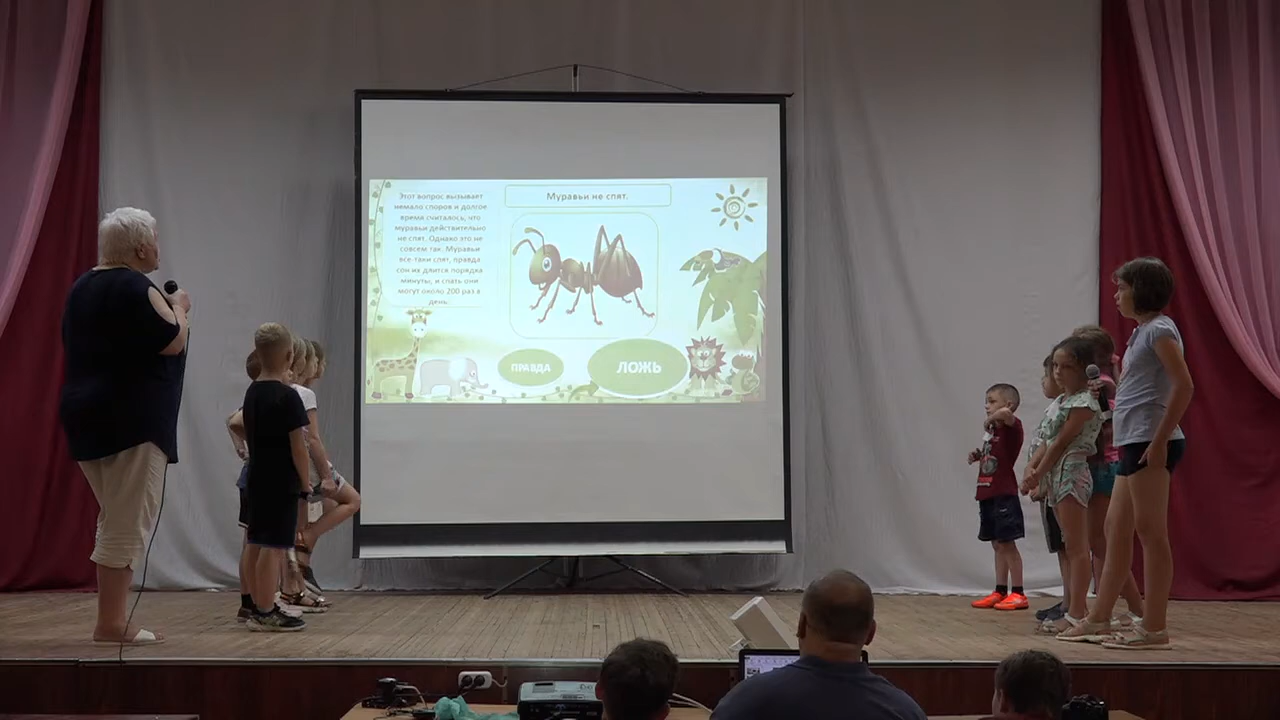 Этот вопрос вызывает
немало споров и долгое
время считалось, что
муравьи действительно
не спят. Однако это не
совсем так. Муравьи
все-таки спят, правда
сон их длится порядка
минуты, и спать они
могут около 200 раз в
день.
Муравьи не спят.
ПРАВДА
ЛОЖЬ